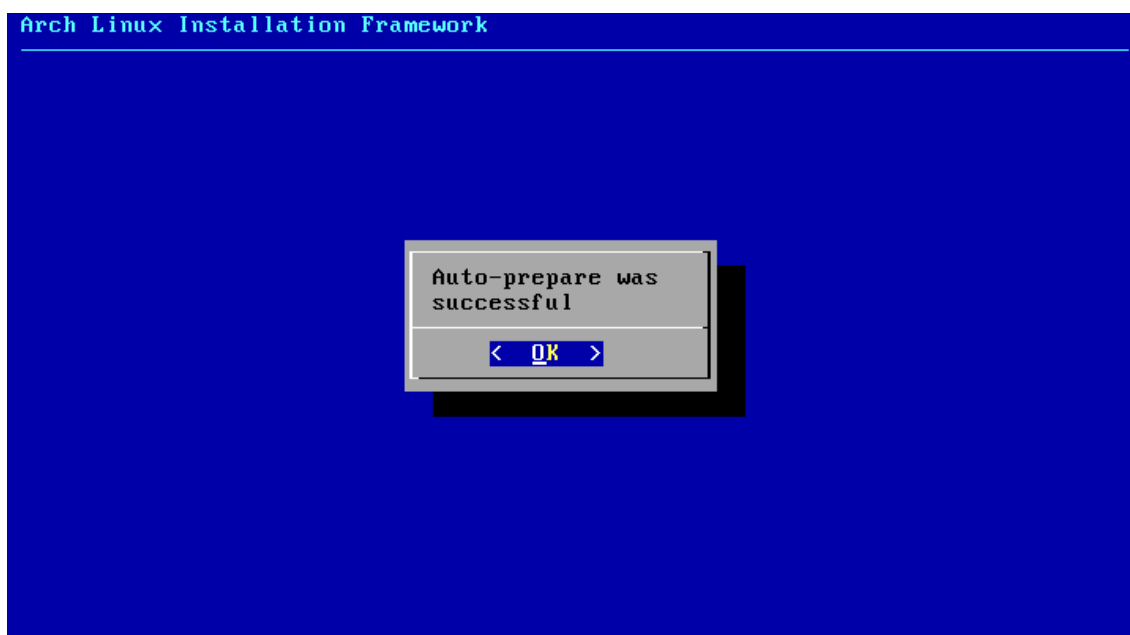 Arch Linux Installation Framework
Auto-prepare was
successful
< OK >